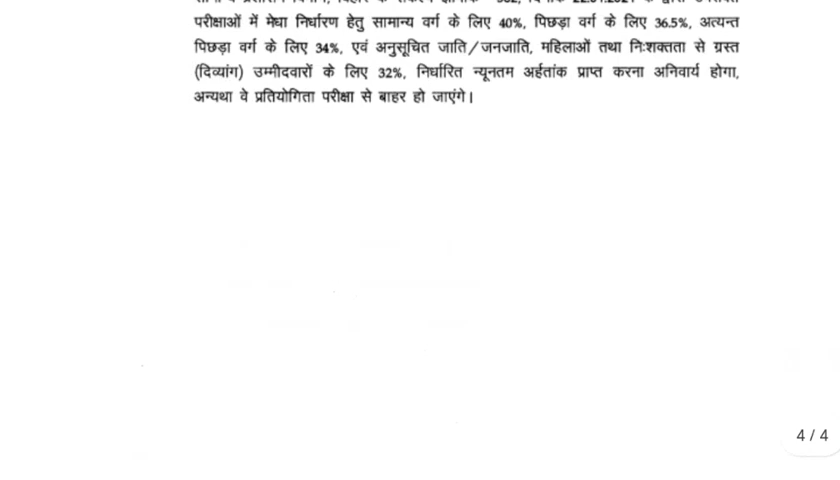 परीक्षाओं में मेधा निर्धारण हेतु सामान्य वर्ग के लिए 40%, पिछड़ा वर्ग के लिए 36.5%, अत्यन्त
पिछड़ा वर्ग के लिए 34%, एवं अनुसूचित जाति/जनजाति, महिलाओं तथा निःशक्तता से ग्रस्त
(दिव्यांग) उम्मीदवारों के लिए 32%, निर्धारित न्यूनतम अर्हतांक प्राप्त करना अनिवार्य होगा,
अन्यथा वे प्रतियोगिता परीक्षा से बाहर हो जाएंगे।
4 / 4